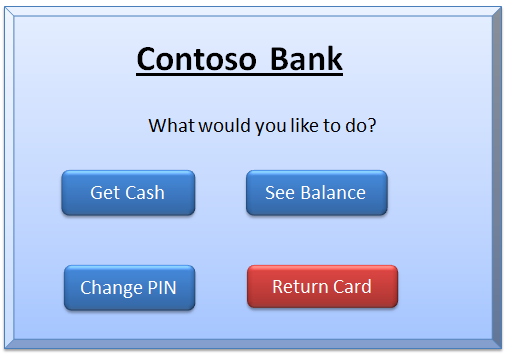 Contoso Bank
What would you like to do?
Get Cash
See Balance
Change PIN
Return Card